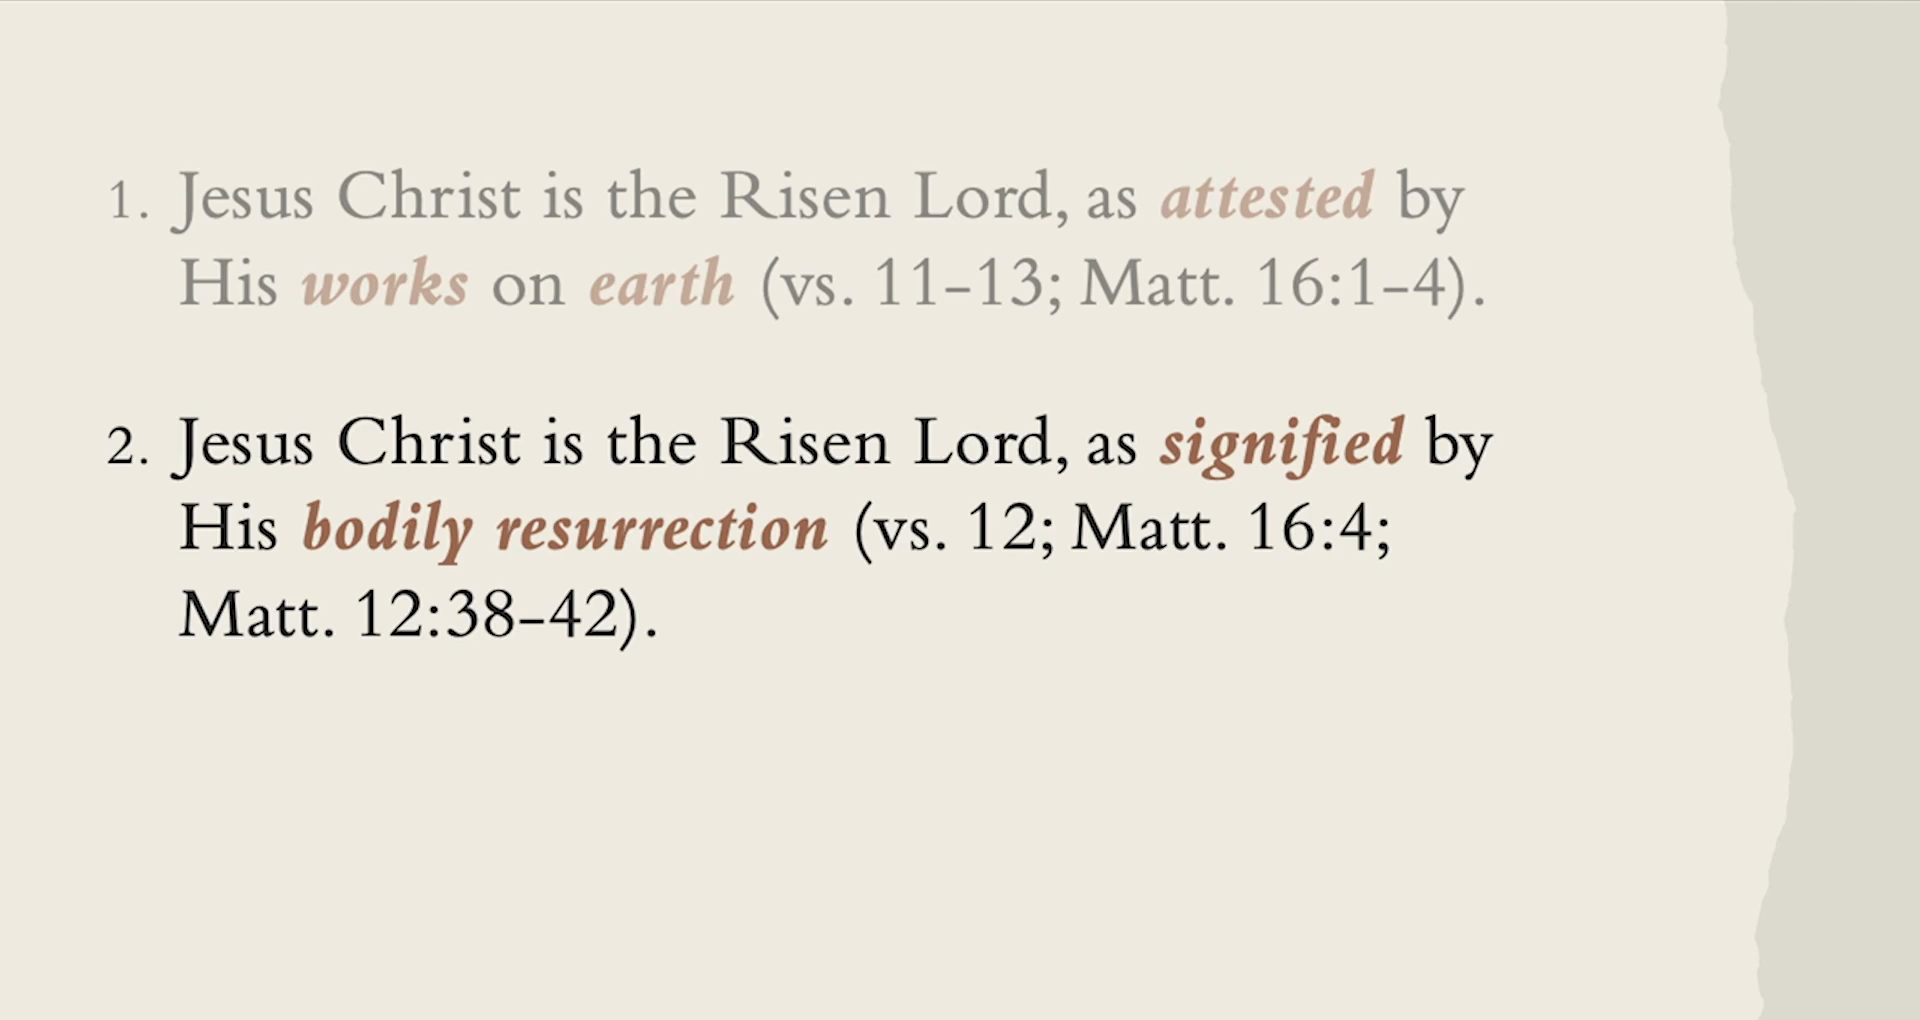 1. Jesus Christ is the Risen Lord, as attested by
His works on earth (vs. 11–13; Matt. 16:1–4).
2. Jesus Christ is the Risen Lord, as signified by
His bodily resurrection (vs. 12; Matt. 16:4;
Matt. 12:38–42).